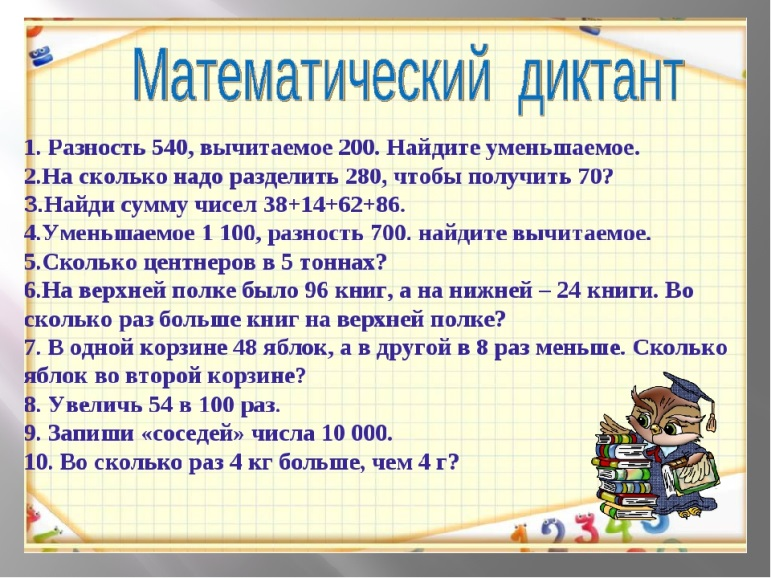 Математический диктант
1. Разность 540, вычитаемое 200. Найдите уменьшаемое.
2.На сколько надо разделить 280, чтобы получить 70?
3.Найди сумму чисел 38+14+62+86.
4.Уменьшаемое 1 100, разность 700. найдите вычитаемое.
5.Сколько центнеров в 5 тоннах?
6.На верхней полке было 96 книг, а на нижней – 24 книги. Во
сколько раз больше книг на верхней полке?
7. В одной корзине 48 яблок, а в другой в 8 раз меньше. Сколько
яблок во второй корзине?
8. Увеличь 54 в 100 раз.
9. Запиши «соседей» числа 10 000.
10. Во сколько раз 4 кг больше, чем 4 г?